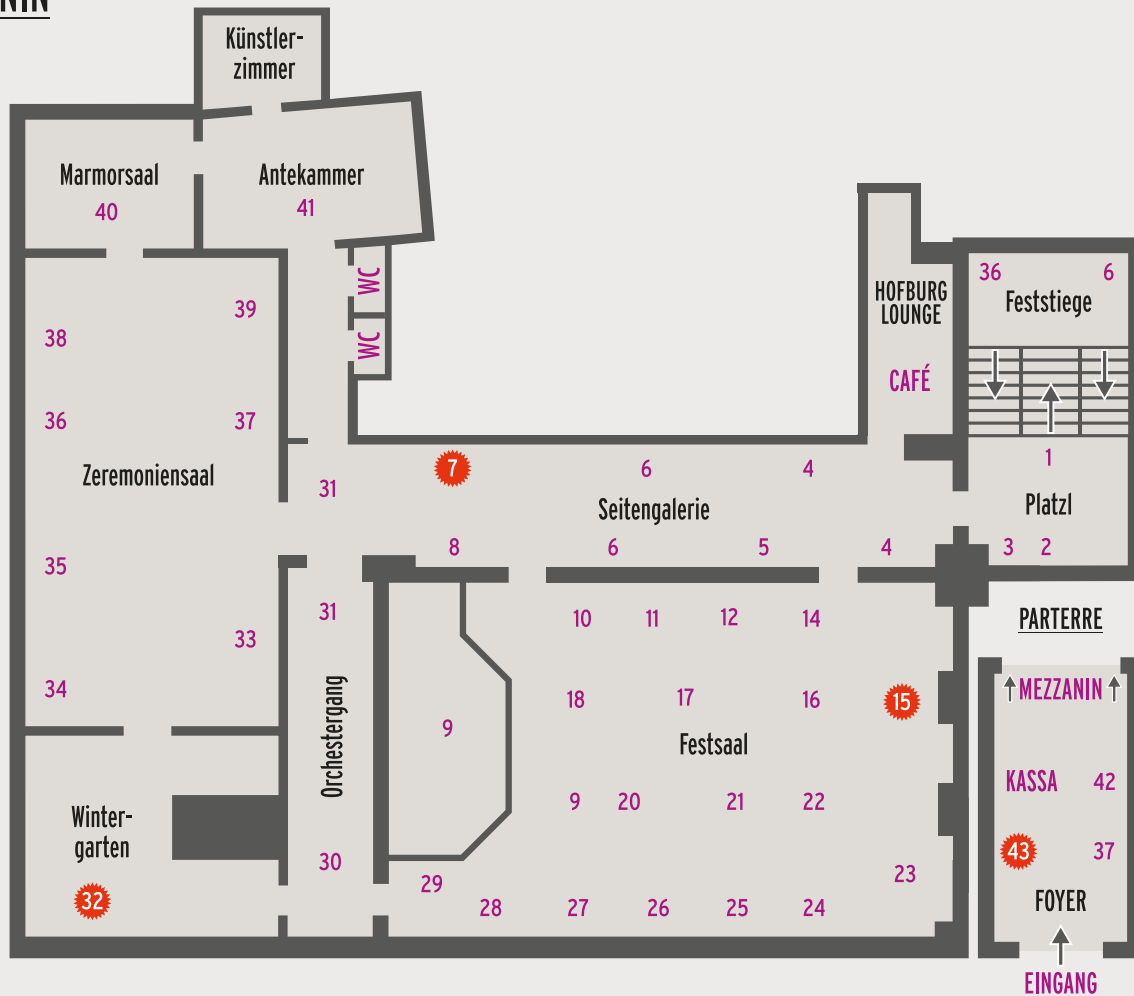 Künstler-
zimmer
Marmorsaal
40
Antekammer
41
WC
WC
HOFBURG
LOUNGE
CAFÉ
36 6
Feststiege
39
38
36
37
Zeremoniensaal
35
33
34
31
7
6
4
Seitengalerie
8
6
5
4
1
Platzl
3 2
31
Orchestergang
30
9
10 11 12 14
18 17 16 15
Festsaal
9 20 21 22
23
29
28 27 26 25 24
Winter-
garten
32
PARTERRE
MEZZANIN
KASSA 42
43 37
FOYER
EINGANG